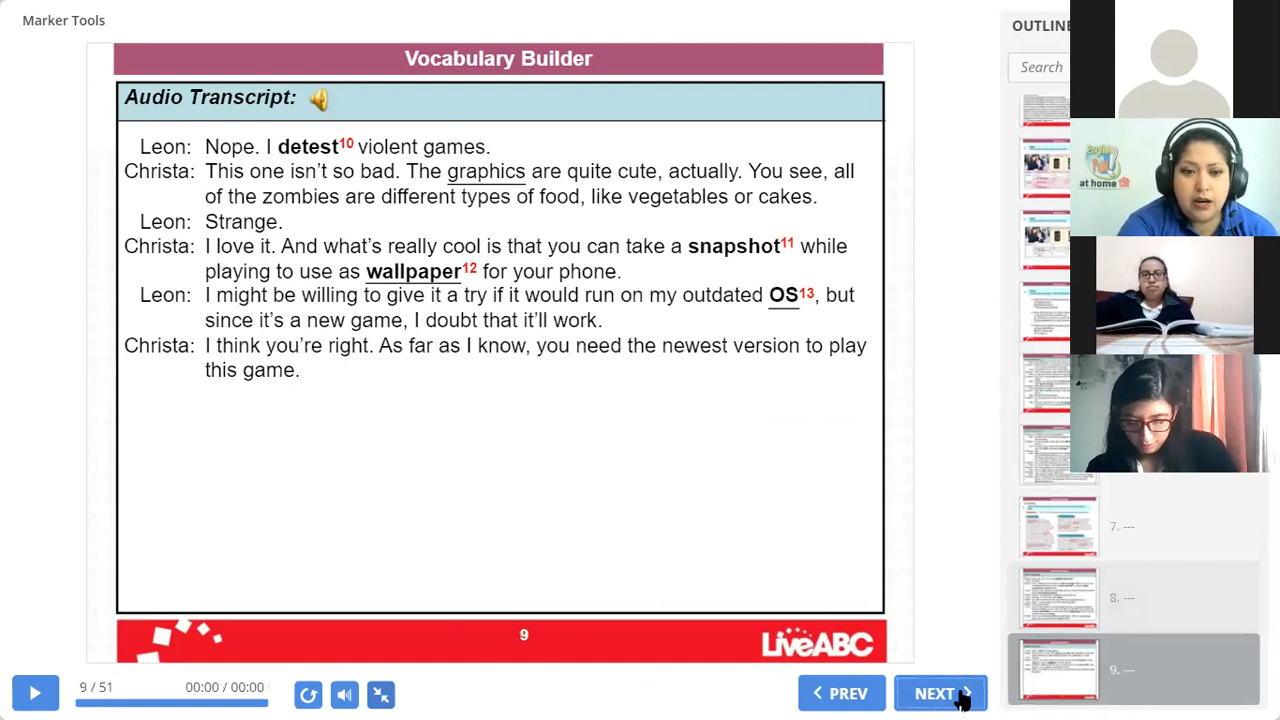 Marker Tools
OUTLINE
Search
Vocabulary Builder
Audio Transcript:
Leon: Nope. I detest10 violent games.
Christa: This one isn't so bad. The graphics are quite cute, actually. You see, all
of the zombies are different types of food, like vegetables or cakes.
Leon: Strange.
Christa: I love it. And what's really cool is that you can take a snapshot11 while
playing to use as wallpaper12 for your phone.
Leon: I might be willing to give it a try if it would run on my outdated OS13, but
since it's a new game, I doubt that it'll work.
Christa: I think you're right. As far as I know, you need the newest version to play
this game.
9
LiveABC
at home
7. ---
8. ---
9. ---
9 / 51
00:00 / 00:00
PREV
NEXT